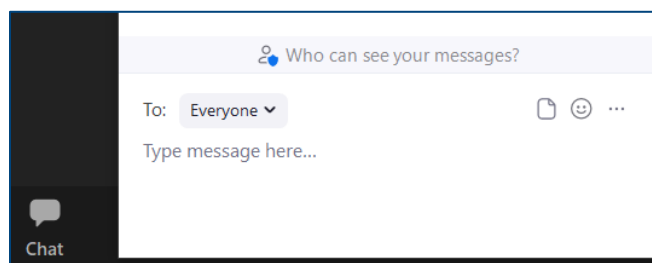 Who can see your messages?
To: Everyone
Type message here...
Chat